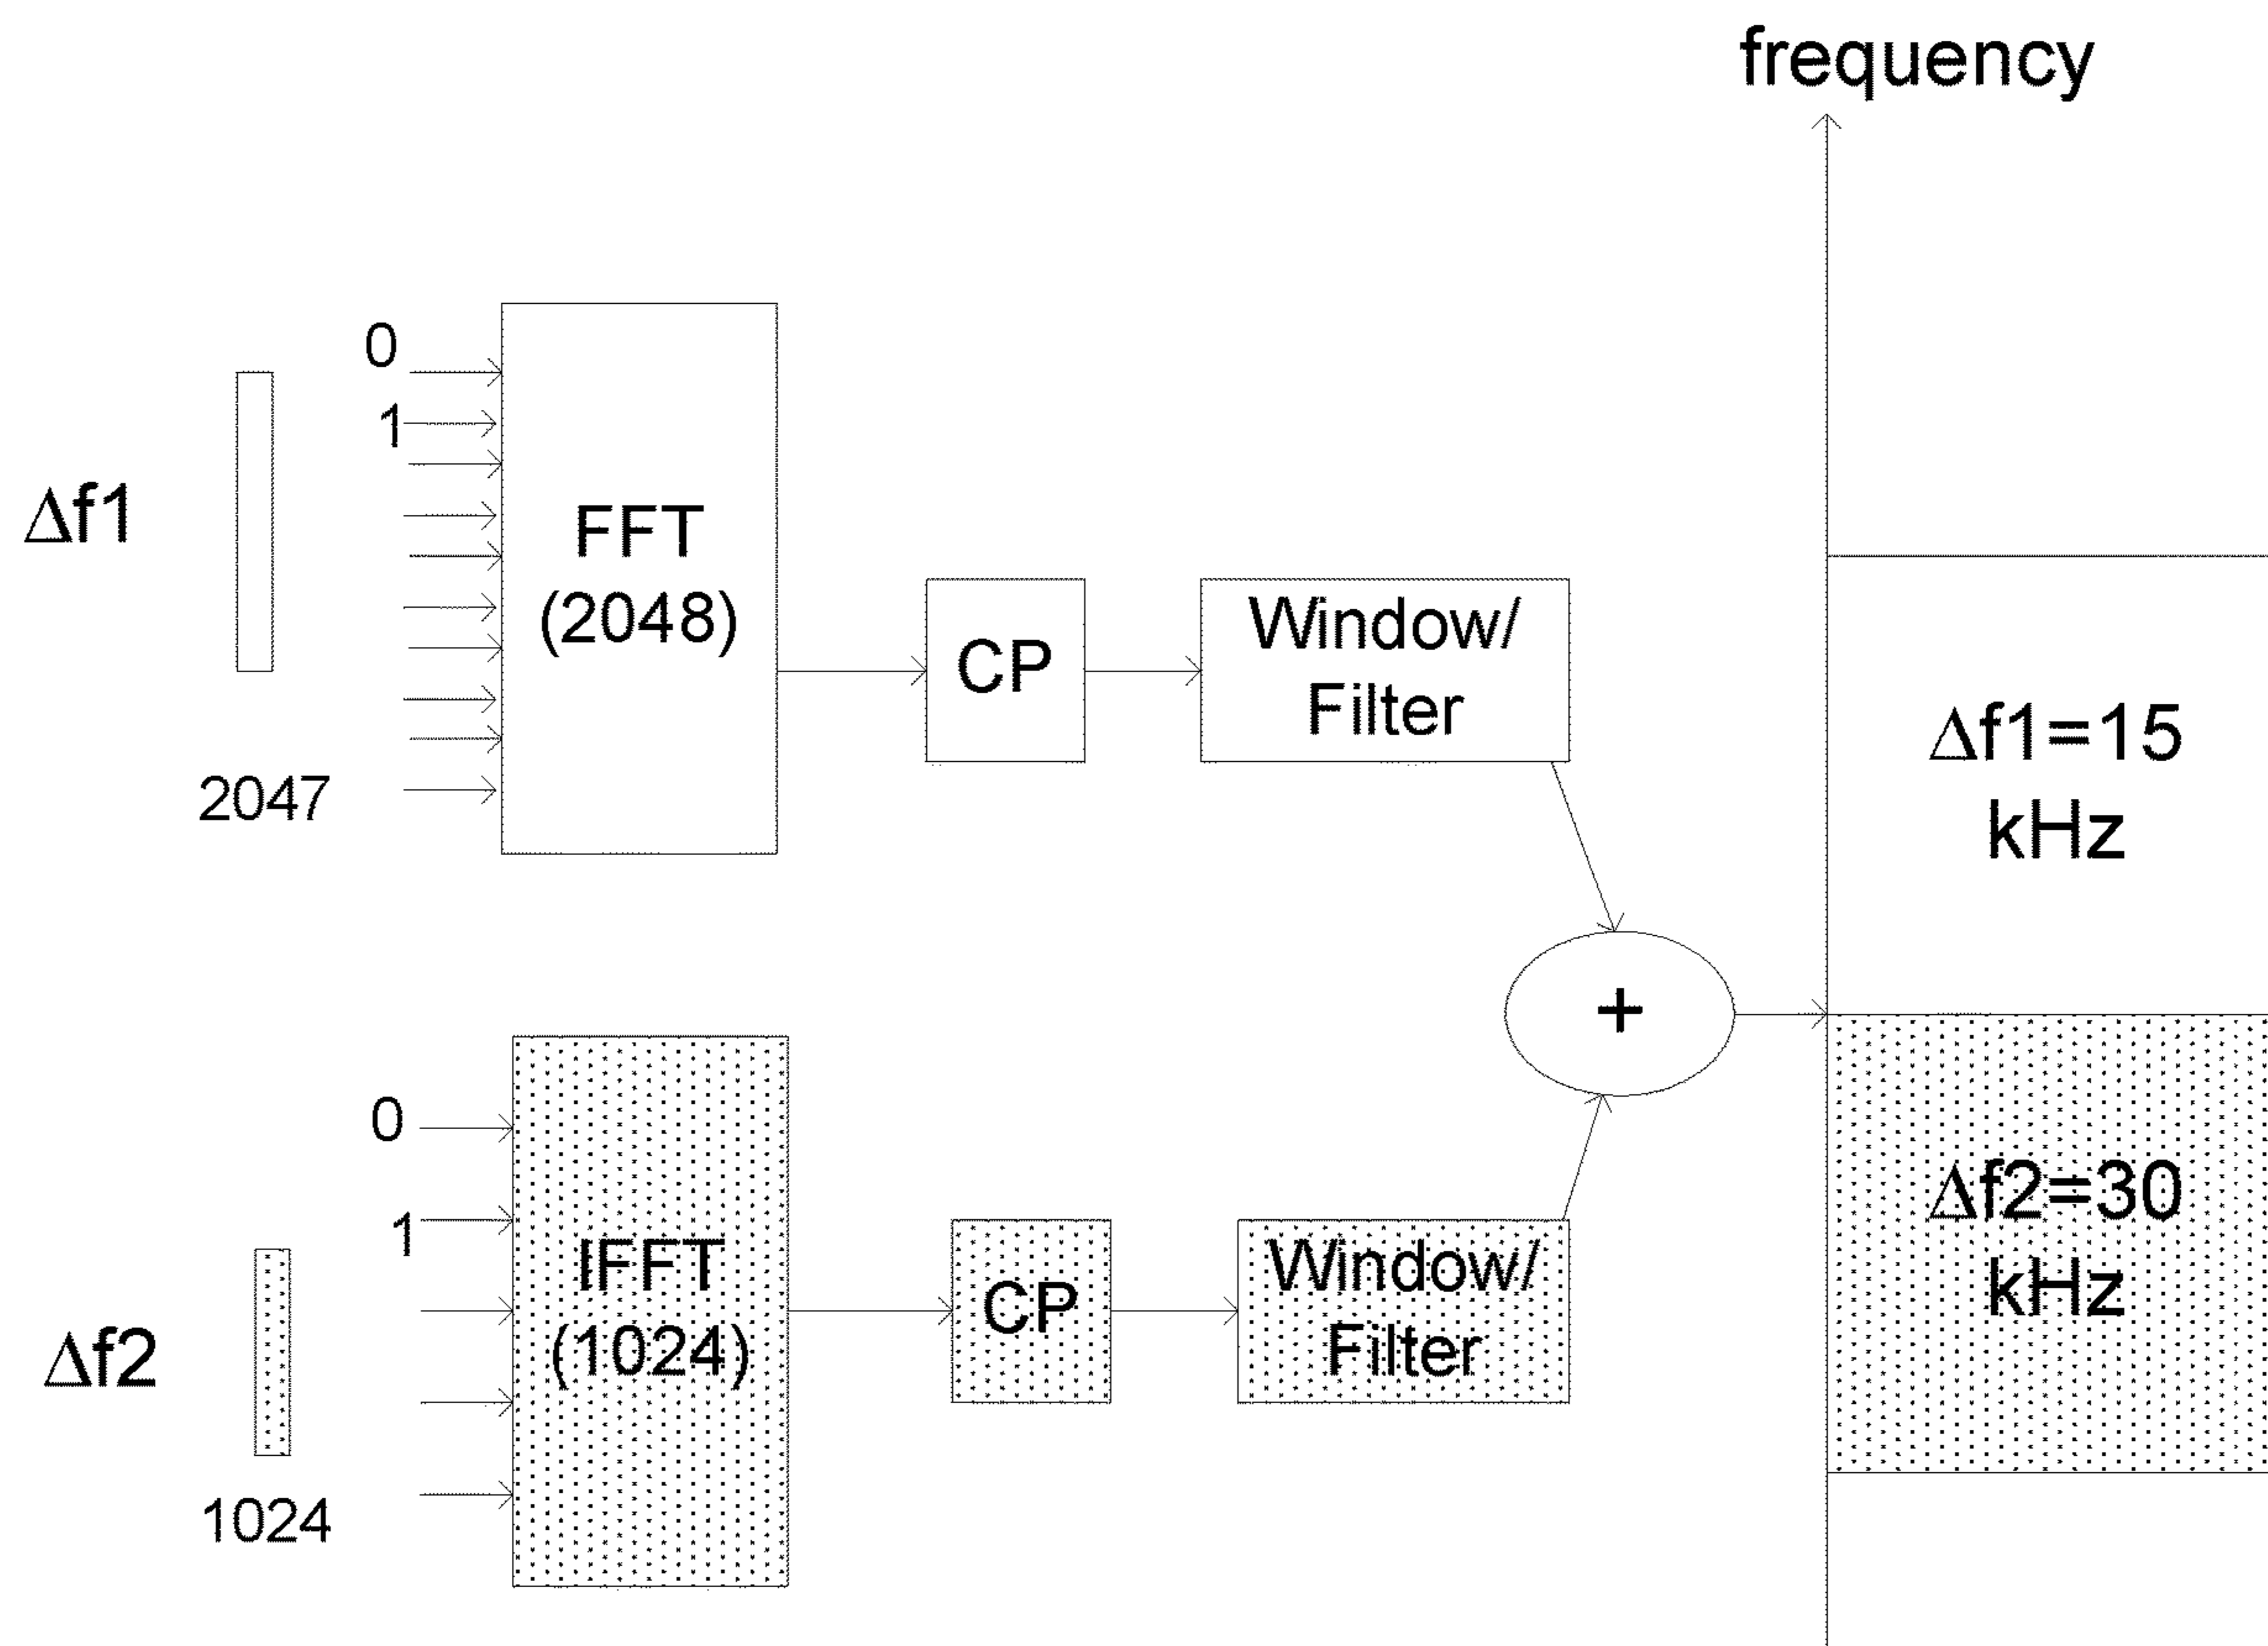 frequency
0
1
Δf1
2047
FFT
(2048)
CP
Window/
Filter
Δf1=15
kHz
+
0
1
Δf2
1024
IFFT
(1024)
CP
Window/
Filter
Δf2=30
kHz